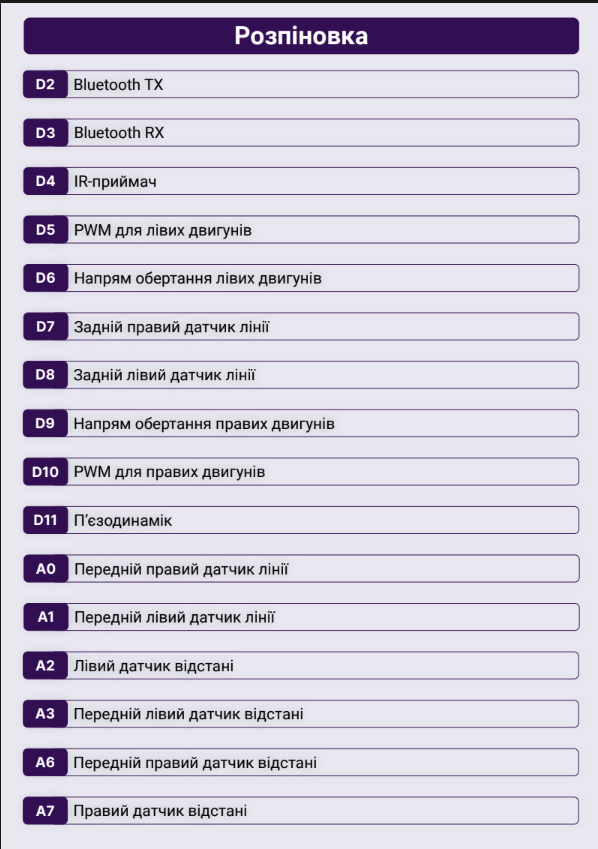 Розпіновка
D2 Bluetooth TX
D3 Bluetooth RX
D4 IR-приймач
D5 PWM для лівих двигунів
D6 Напрям обертання лівих двигунів
D7 Задній правий датчик лінії
D8 Задній лівий датчик лінії
D9 Напрям обертання правих двигунів
D10 PWM для правих двигунів
D11 П’єзодинамік
A0 Передній правий датчик лінії
A1 Передній лівий датчик лінії
A2 Лівий датчик відстані
A3 Передній лівий датчик відстані
A6 Передній правий датчик відстані
A7 Правий датчик відстані